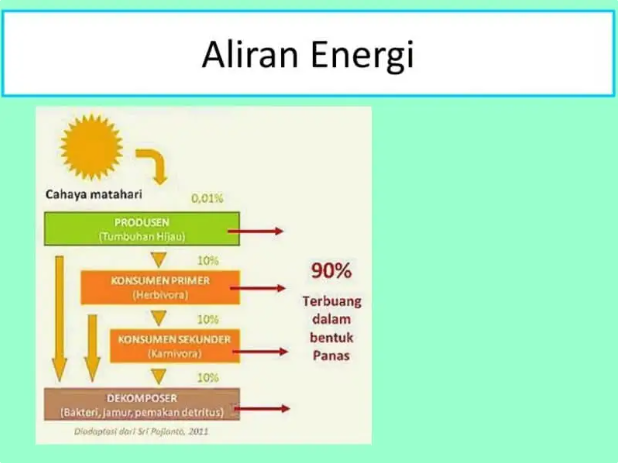 Aliran Energi
Cahaya matahari
0,01%
PRODUSEN
(Tumbuhan Hijau)
10%
KONSUMEN PRIMER
(Herbivora)
10%
KONSUMEN SEKUNDER
(Karnivora)
10%
DEKOMPOSER
(Bakteri, jamur, pemakan detritus)
90%
Terbuang
dalam
bentuk
Panas
Diadaptasi dari Sri Pujianto, 2011